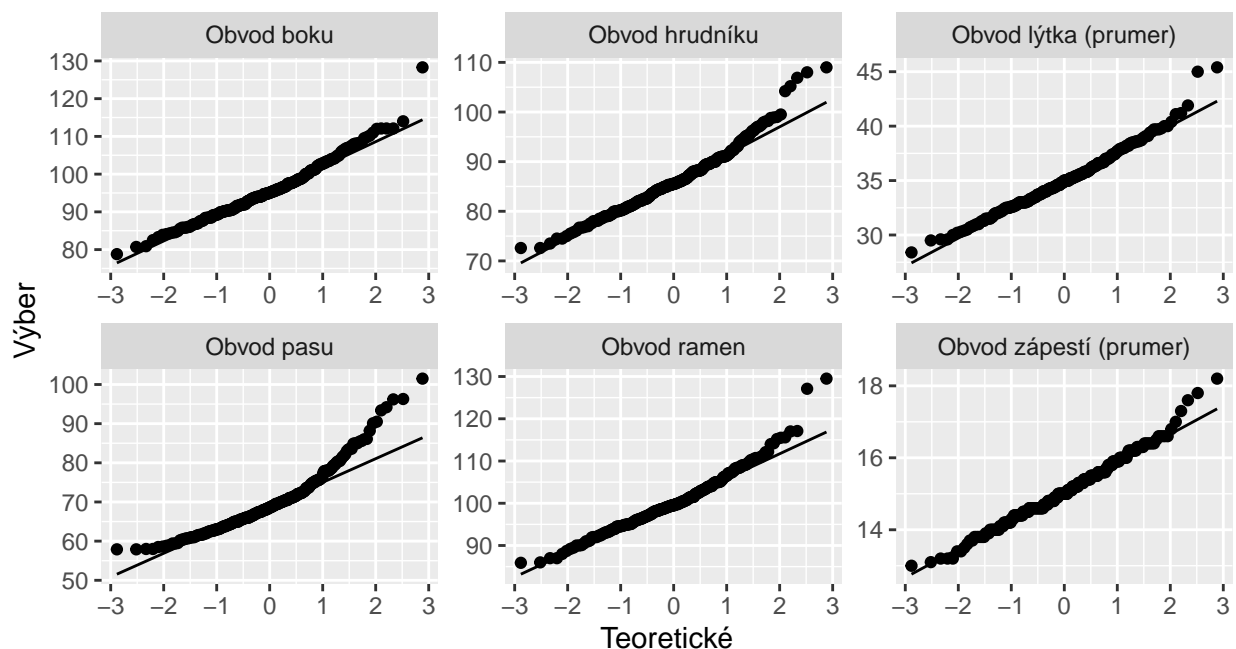 Obvod boku
Obvod hrudníku
Obvod lýtka (prumer)
130
120
110
100
90
80
110
100
90
80
70
45
40
35
30
−3 −2 −1 0 1 2 3
−3 −2 −1 0 1 2 3
−3 −2 −1 0 1 2 3
Výber
Obvod pasu
Obvod ramen
Obvod zápestí (prumer)
100
90
80
70
60
50
130
120
110
100
90
18
16
14
−3 −2 −1 0 1 2 3
−3 −2 −1 0 1 2 3
−3 −2 −1 0 1 2 3
Teoretické